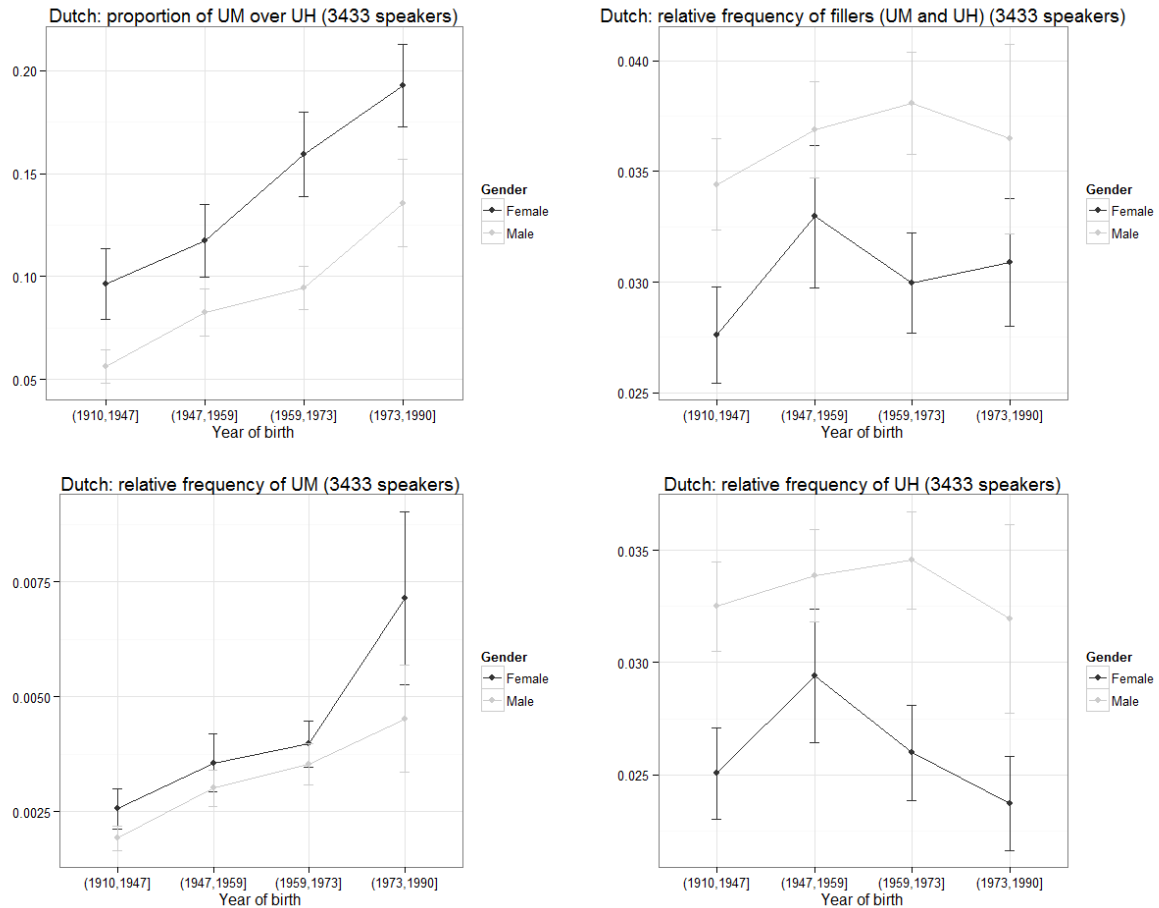 Dutch: proportion of UM over UH (3433 speakers)
0.20
0.15
0.10
0.05
(1910,1947]
(1947,1959]
(1959,1973]
(1973,1990]
Year of birth
Gender
Female
Male
Dutch: relative frequency of fillers (UM and UH) (3433 speakers)
0.040
0.035
0.030
0.025
(1910,1947]
(1947,1959]
(1959,1973]
(1973,1990]
Year of birth
Gender
Female
Male
Dutch: relative frequency of UM (3433 speakers)
0.0075
0.0050
0.0025
(1910,1947]
(1947,1959]
(1959,1973]
(1973,1990]
Year of birth
Gender
Female
Male
Dutch: relative frequency of UH (3433 speakers)
0.035
0.030
0.025
(1910,1947]
(1947,1959]
(1959,1973]
(1973,1990]
Year of birth
Gender
Female
Male